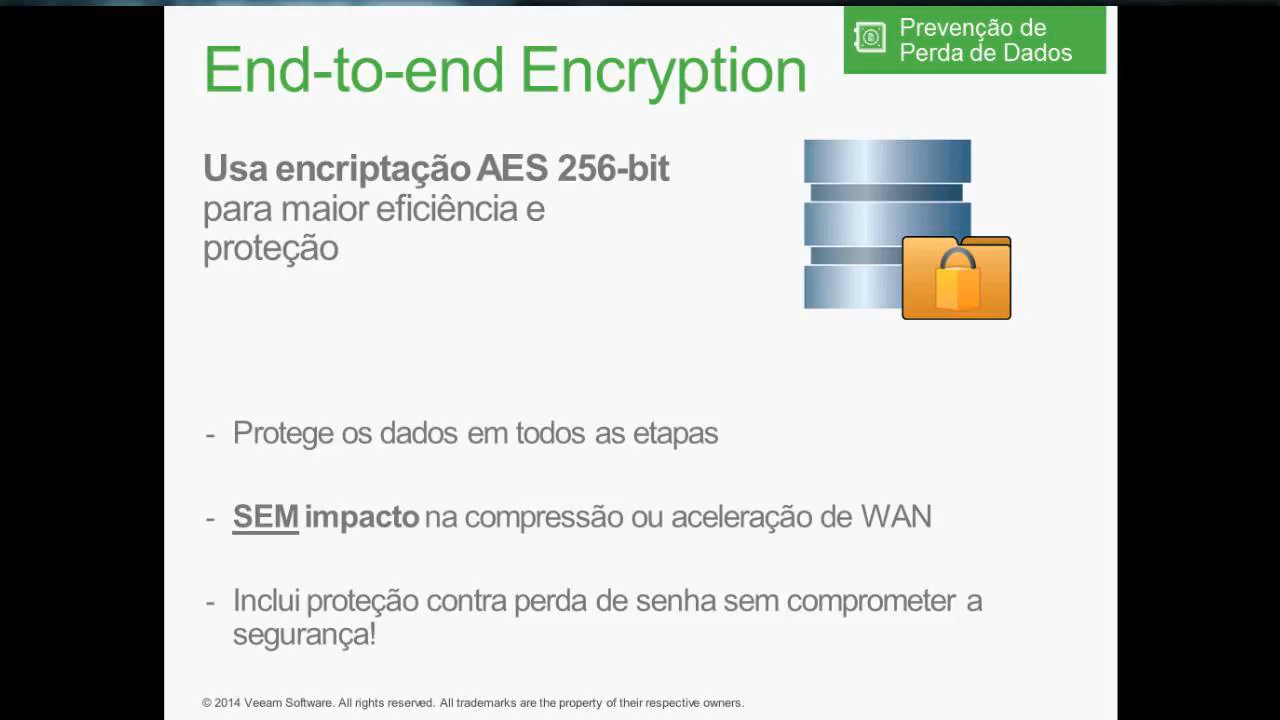 Prevenção de
Perda de Dados
End-to-end Encryption
Usa encriptação AES 256-bit
para maior eficiência e
proteção
- Protege os dados em todos as etapas
- SEM impacto na compressão ou aceleração de WAN
- Inclui proteção contra perda de senha sem comprometer a
segurança!
© 2014 Veeam Software. All rights reserved. All trademarks are the property of their respective owners.